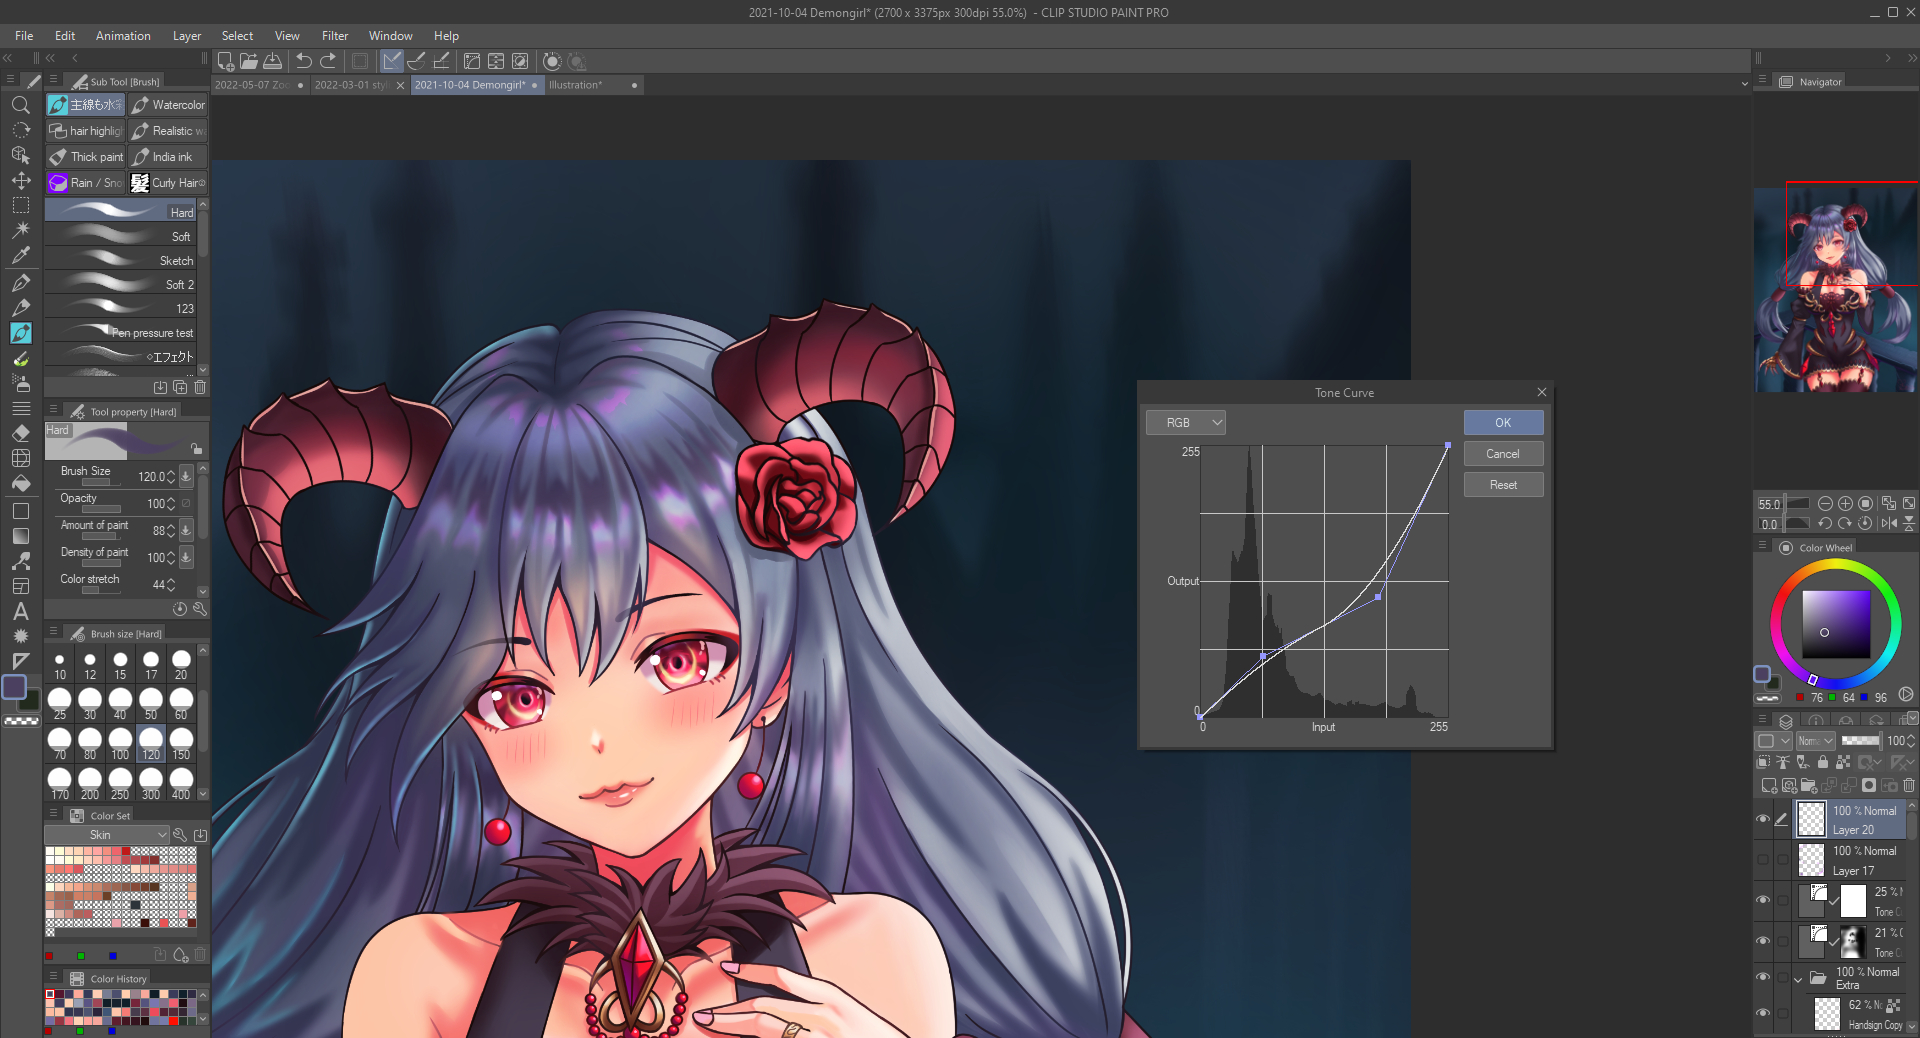 2021-10-04 Demongirl* (2700 x 3375px 300dpi 55.0%) - CLIP STUDIO PAINT PRO
File Edit Animation Layer Select View Filter Window Help
2022-05-07 Zoo
2022-03-01 styl
2021-10-04 Demongirl*
Illustration*
Sub Tool [Brush]
主線も水彩
Watercolor
hair highlig
Realistic w
Thick paint
India ink
Rain / Sno
髪
Curly Hair②
Hard
Soft
Sketch
Soft 2
123
Pen pressure test
◇エフェクト
Tool property [Hard]
Hard
Brush Size 120.0
Opacity 100
Amount of paint 88
Density of paint 100
Color stretch 44
A
Brush size [Hard]
10 12 15 17 20
25 30 40 50 60
70 80 100 120 150
170 200 250 300 400
Color Set
Skin
Color History
Tone Curve
RGB
OK
Cancel
Reset
255
Output
0
0 Input 255
Navigator
55.0
0.0
Color Wheel
76 64 96
Norma 100
100 % Normal
Layer 20
100 % Normal
Layer 17
25 %
Tone C
21 %
Tone C
100 % Normal
Extra
62 % No
Handsign Copy